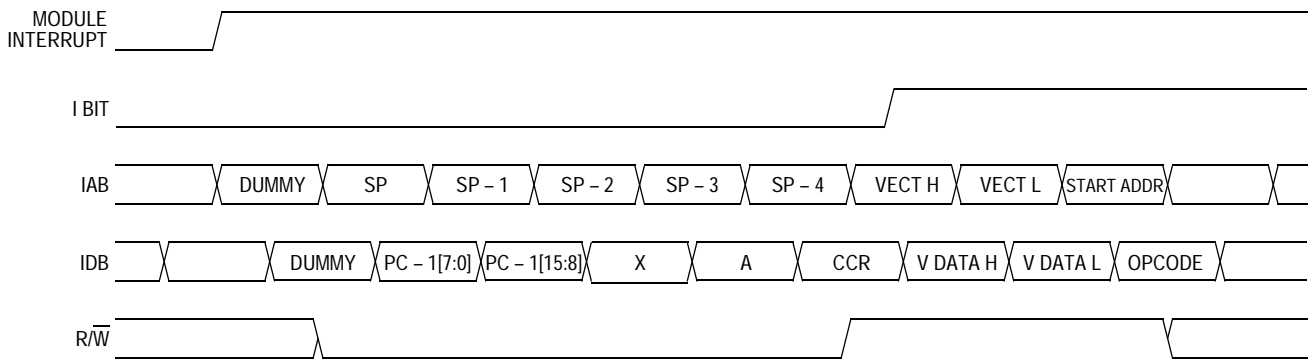 MODULE
INTERRUPT
I BIT
IAB DUMMY SP SP – 1 SP – 2 SP – 3 SP – 4 VECT H VECT L START ADDR
IDB DUMMY PC – 1[7:0] PC – 1[15:8] X A CCR V DATA H V DATA L OPCODE
R/W̅